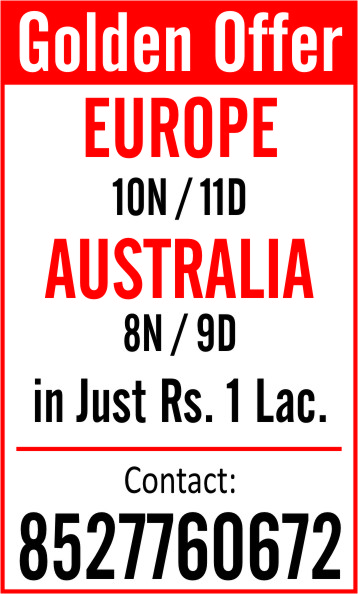 Golden Offer
EUROPE
10N / 11D
AUSTRALIA
8N / 9D
in Just Rs. 1 Lac.
Contact:
8527760672